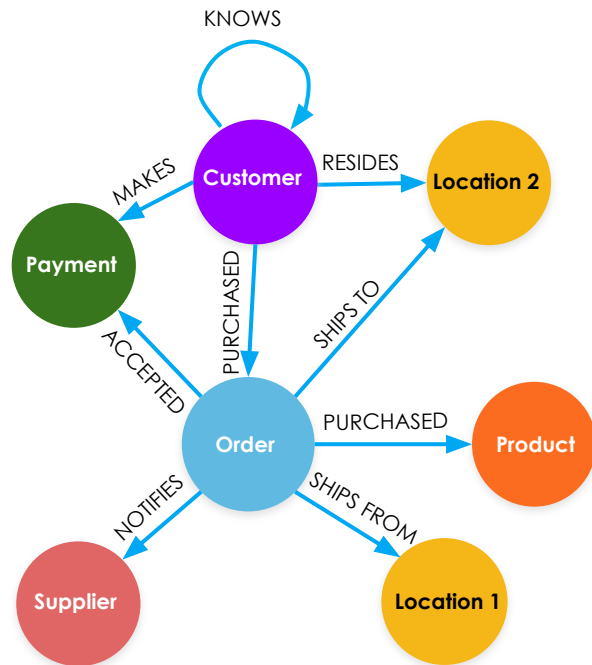 KNOWS
MAKES
Customer
RESIDES
Location 2
Payment
PURCHASED
SHIPS TO
ACCEPTED
Order
PURCHASED
Product
NOTIFIES
SHIPS FROM
Supplier
Location 1